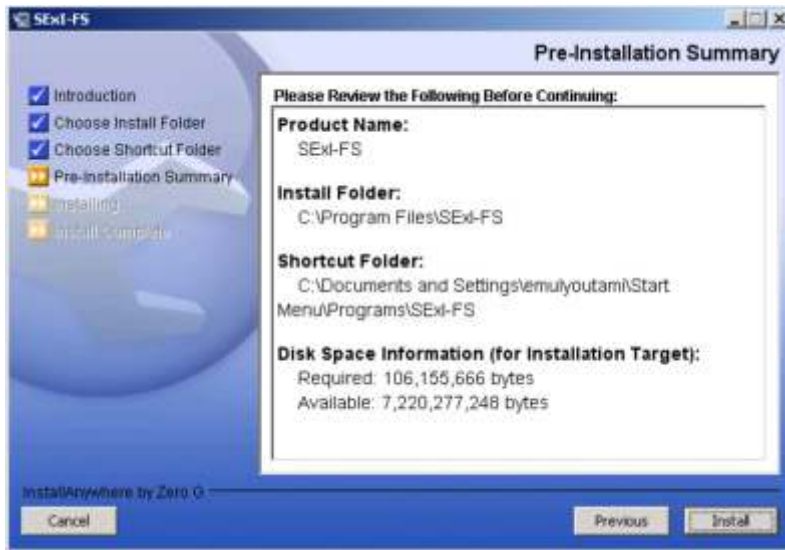 SExI-FS
Pre-Installation Summary
Introduction
Choose Install Folder
Choose Shortcut Folder
Pre-Installation Summary
Installing
Install Complete
Please Review the Following Before Continuing:
Product Name:
SExI-FS
Install Folder:
C:\Program Files\SExI-FS
Shortcut Folder:
C:\Documents and Settings\emulyoutami\Start
Menu\Programs\SExI-FS
Disk Space Information (for Installation Target):
Required: 106,155,666 bytes
Available: 7,220,277,248 bytes
InstallAnywhere by Zero G
Cancel
Previous
Install